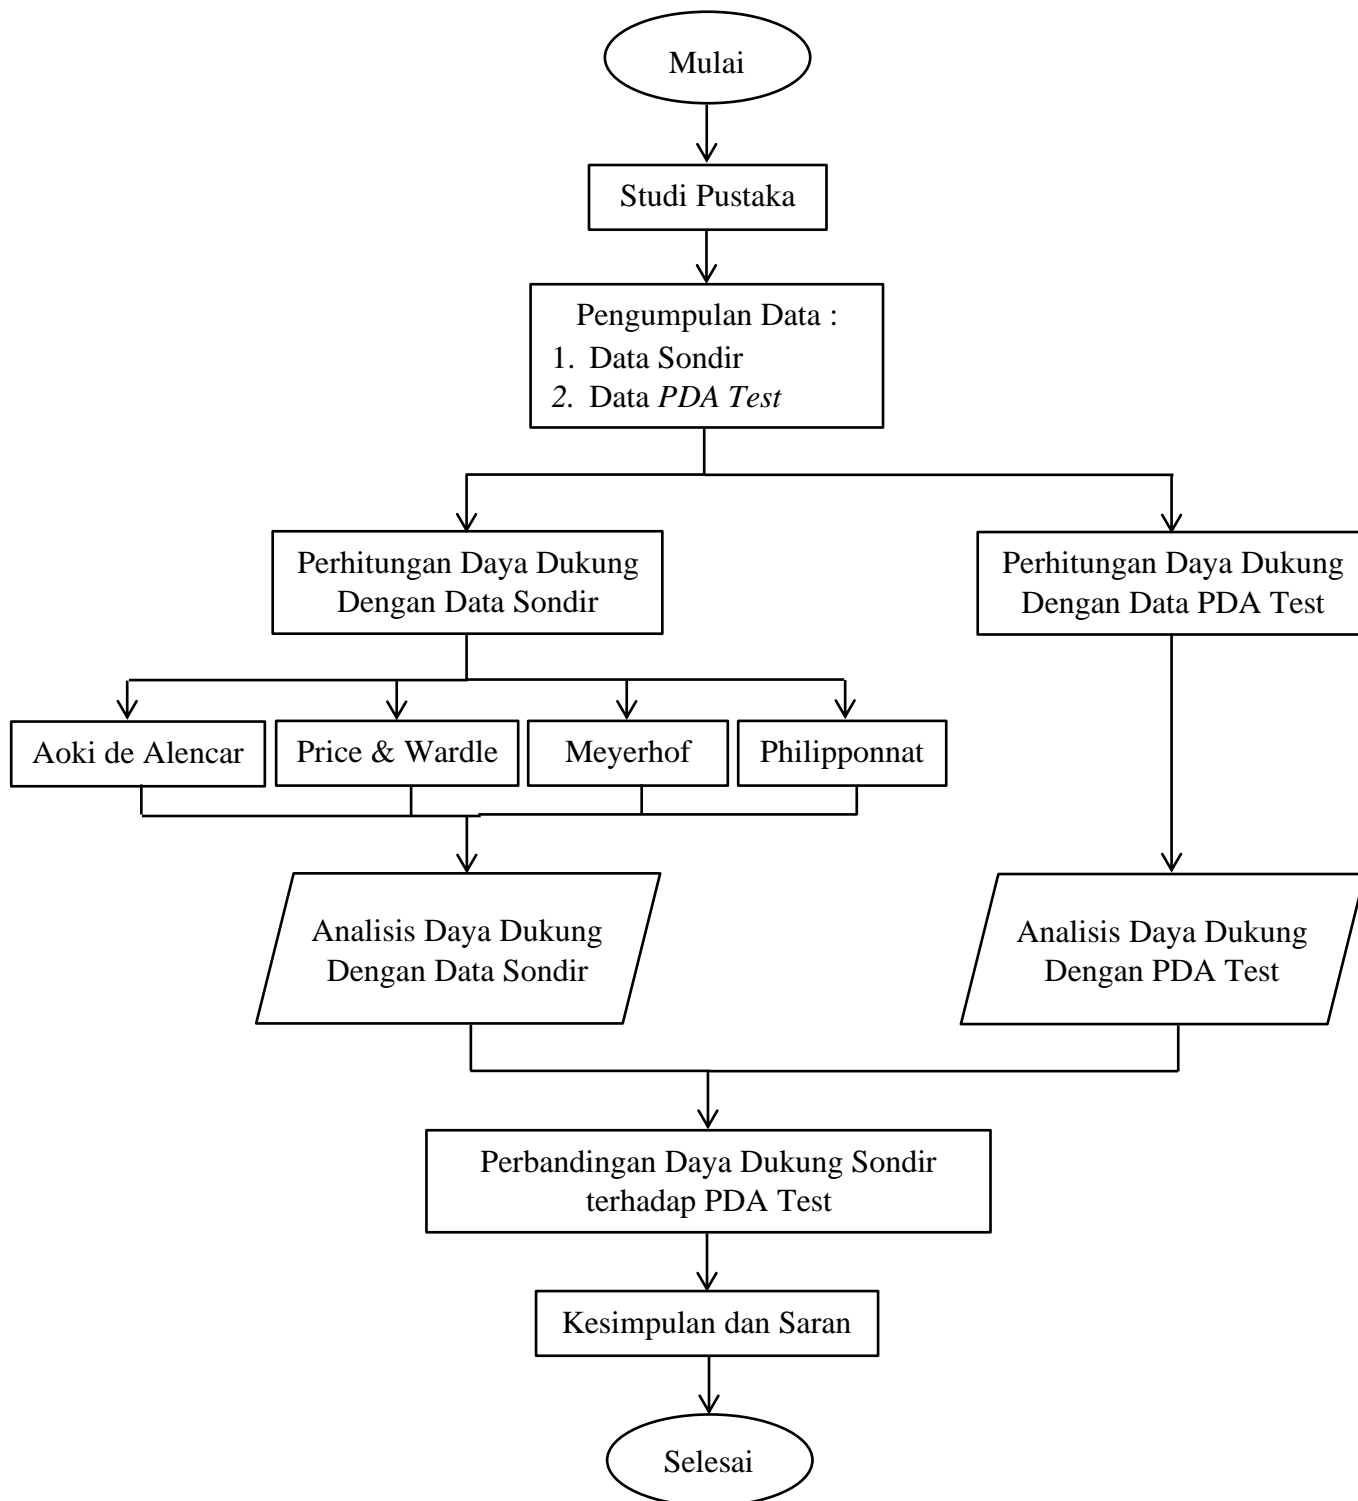 Mulai
Studi Pustaka
Pengumpulan Data :
1. Data Sondir
2. Data PDA Test
Perhitungan Daya Dukung
Dengan Data Sondir
Perhitungan Daya Dukung
Dengan Data PDA Test
Aoki de Alencar
Price & Wardle
Meyerhof
Philipponnat
Analisis Daya Dukung
Dengan Data Sondir
Analisis Daya Dukung
Dengan PDA Test
Perbandingan Daya Dukung Sondir
terhadap PDA Test
Kesimpulan dan Saran
Selesai